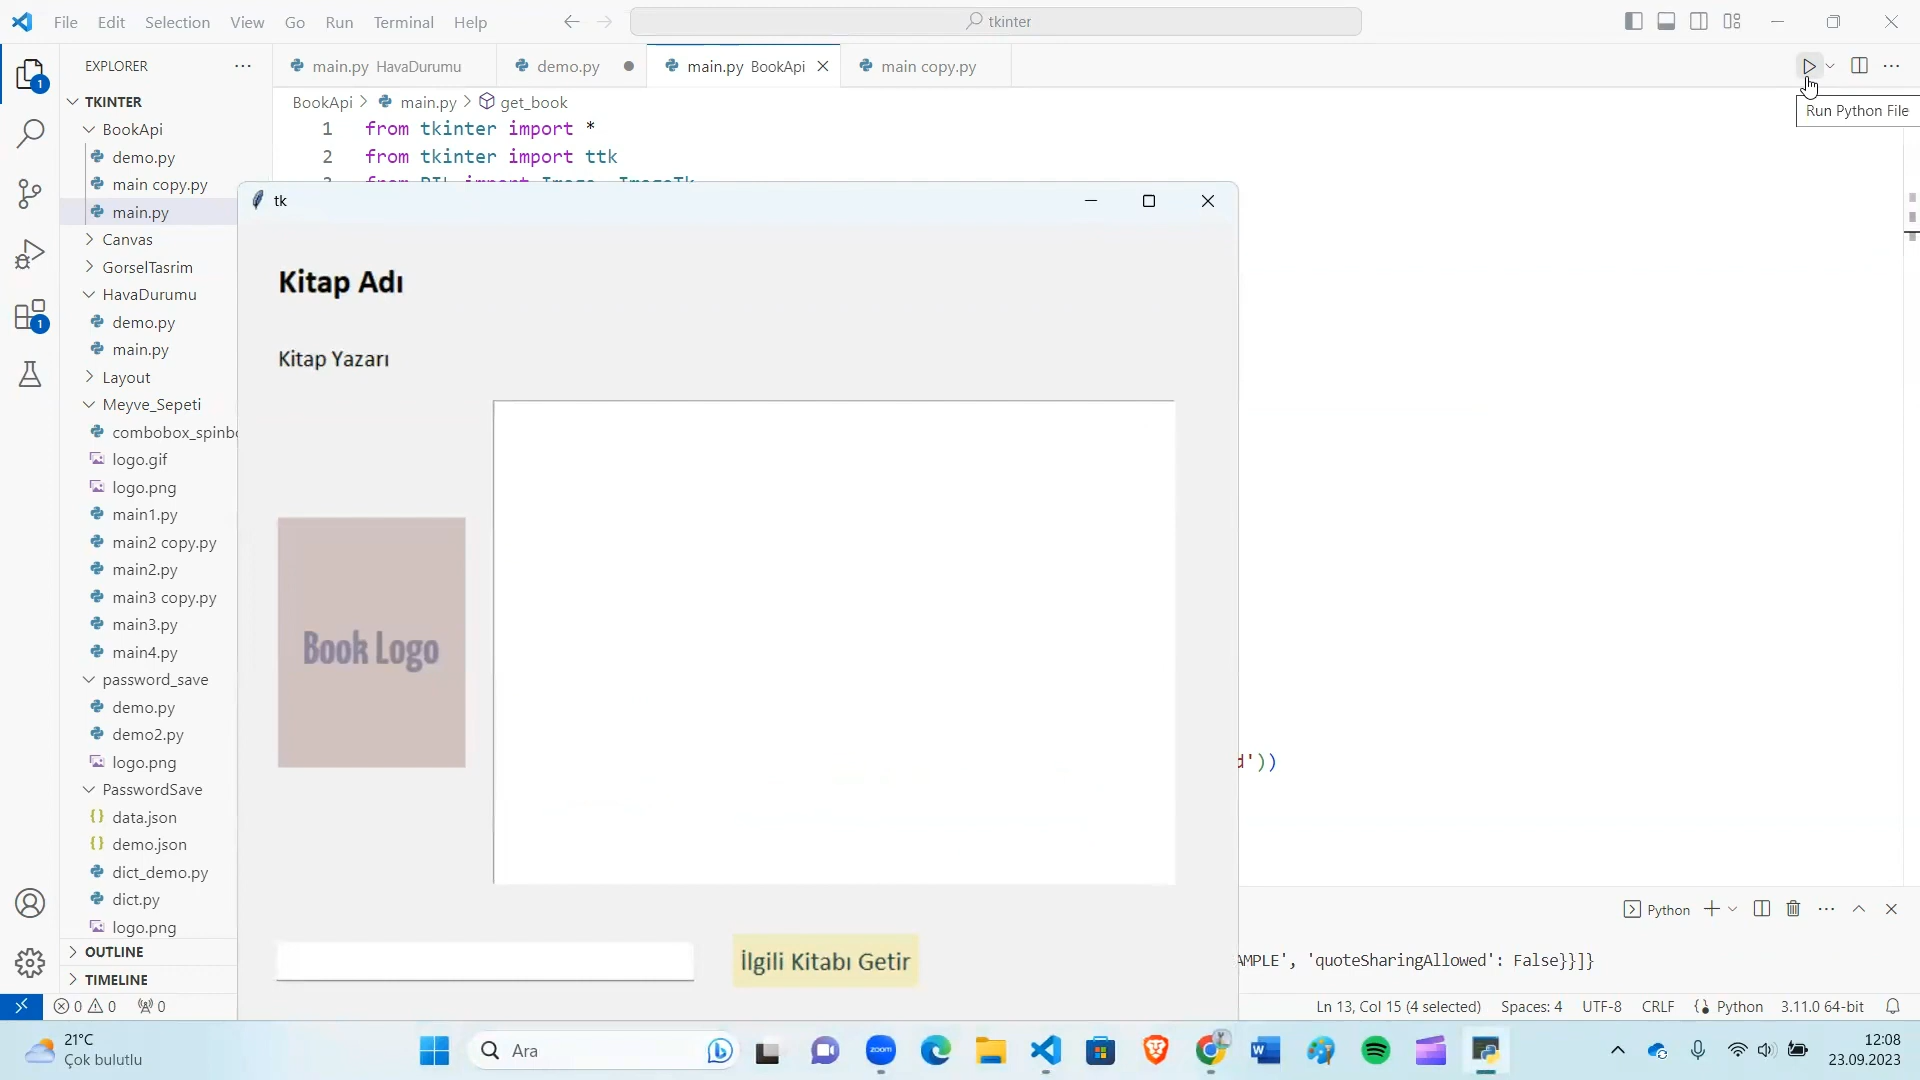 File Edit Selection View Go Run Terminal Help
tkinter
EXPLORER
main.py HavaDurumu
demo.py
main.py BookApi
main copy.py
Run Python File
BookApi > main.py > get_book
1 from tkinter import *
2 from tkinter import ttk
TKINTER
BookApi
demo.py
main copy.py
main.py
Canvas
GorselTasrim
HavaDurumu
demo.py
main.py
Layout
Meyve_Sepeti
combobox_spinb
logo.gif
logo.png
main1.py
main2 copy.py
main2.py
main3 copy.py
main3.py
main4.py
password_save
demo.py
demo2.py
logo.png
PasswordSave
data.json
demo.json
dict_demo.py
dict.py
logo.png
OUTLINE
TIMELINE
tk
Kitap Adı
Kitap Yazarı
Book Logo
İlgili Kitabı Getir
d'))
Python
AMPLE', 'quoteSharingAllowed': False}}]}
0 0 0
Ln 13, Col 15 (4 selected) Spaces: 4 UTF-8 CRLF Python 3.11.0 64-bit
21°C
Çok bulutlu
Ara
zoom
12:08
23.09.2023